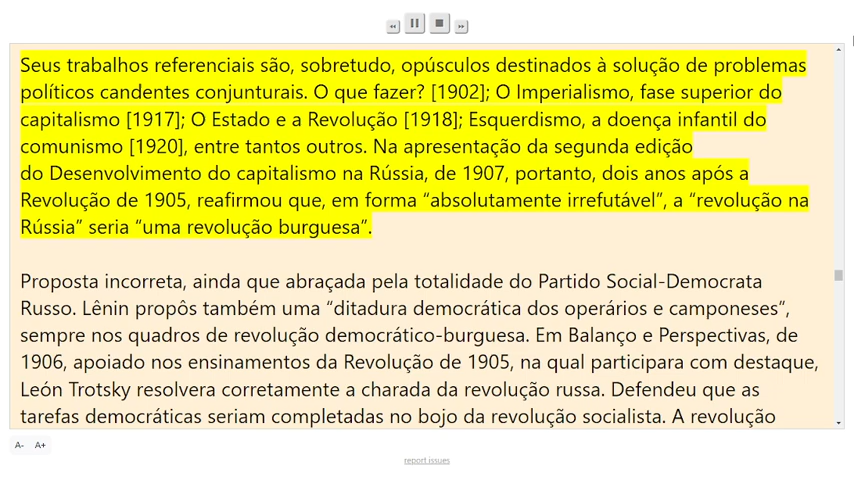 Seus trabalhos referenciais são, sobretudo, opúsculos destinados à solução de problemas
políticos candentes conjunturais. O que fazer? [1902]; O Imperialismo, fase superior do
capitalismo [1917]; O Estado e a Revolução [1918]; Esquerdismo, a doença infantil do
comunismo [1920], entre tantos outros. Na apresentação da segunda edição
do Desenvolvimento do capitalismo na Rússia, de 1907, portanto, dois anos após a
Revolução de 1905, reafirmou que, em forma “absolutamente irrefutável”, a “revolução na
Rússia” seria “uma revolução burguesa”.
Proposta incorreta, ainda que abraçada pela totalidade do Partido Social-Democrata
Russo. Lênin propôs também uma “ditadura democrática dos operários e camponeses”,
sempre nos quadros de revolução democrático-burguesa. Em Balanço e Perspectivas, de
1906, apoiado nos ensinamentos da Revolução de 1905, na qual participara com destaque,
León Trotsky resolvera corretamente a charada da revolução russa. Defendeu que as
tarefas democráticas seriam completadas no bojo da revolução socialista. A revolução
A- A+
report issues